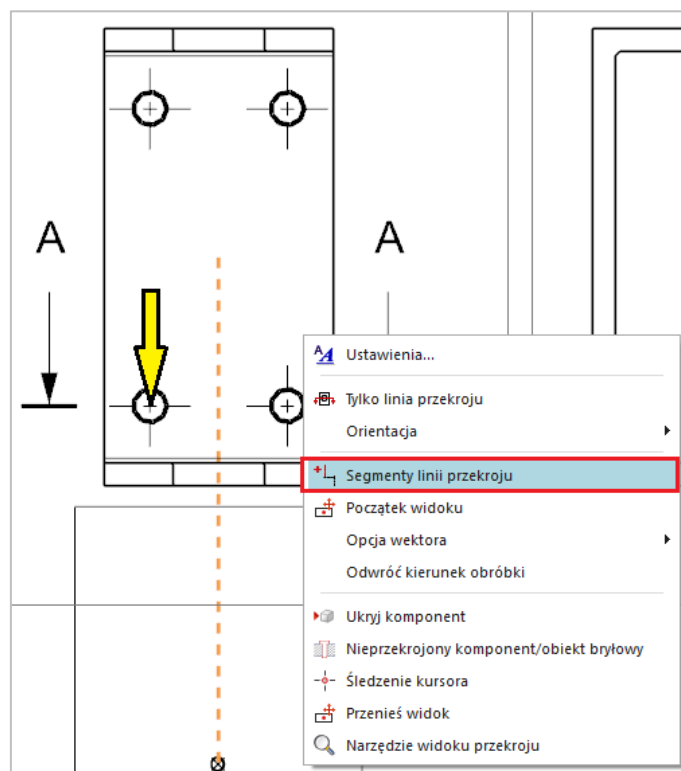 A A
Ustawienia...
Tylko linia przekroju
Orientacja
Segmenty linii przekroju
Początek widoku
Opcja wektora
Odwróć kierunek obróbki
Ukryj komponent
Nieprzekrojony komponent/obiekt bryłowy
Śledzenie kursora
Przenieś widok
Narzędzie widoku przekroju